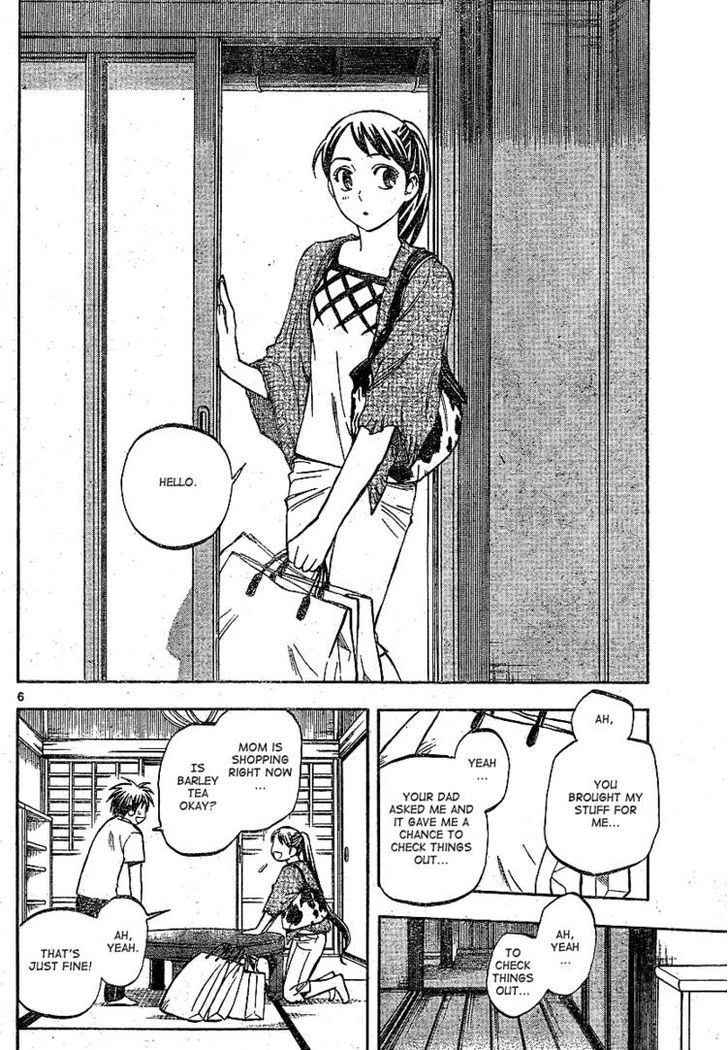 HELLO.
6
AH,
YOU
BROUGHT MY
STUFF FOR
ME...
YEAH
...
YOUR DAD
ASKED ME AND
IT GAVE ME A
CHANCE TO
CHECK THINGS
OUT...
AH,
YEAH
...
TO
CHECK
THINGS
OUT...
MOM IS
SHOPPING
RIGHT NOW
...
IS
BARLEY
TEA
OKAY?
AH,
YEAH.
THAT'S
JUST FINE!